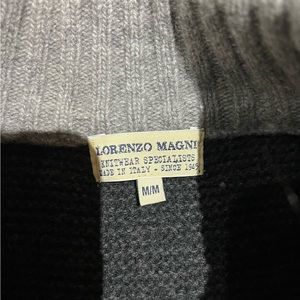 LORENZO MAGNI
KNITWEAR SPECIALISTS
MADE IN ITALY - SINCE 1945
M/M